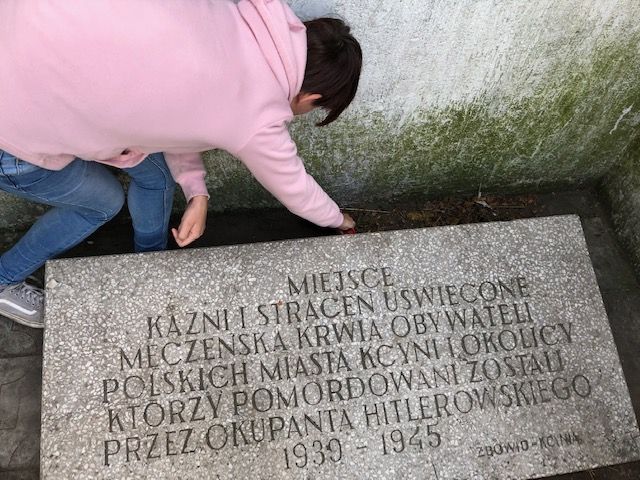 MIEJSCE
KAŹNI I STRACEŃ UŚWIĘCONE
MĘCZEŃSKĄ KRWIĄ OBYWATELI
POLSKICH MIASTA KCYNI I OKOLICY
KTÓRZY POMORDOWANI ZOSTALI
PRZEZ OKUPANTA HITLEROWSKIEGO
1939 - 1945
ZBOWID-KCYNIA